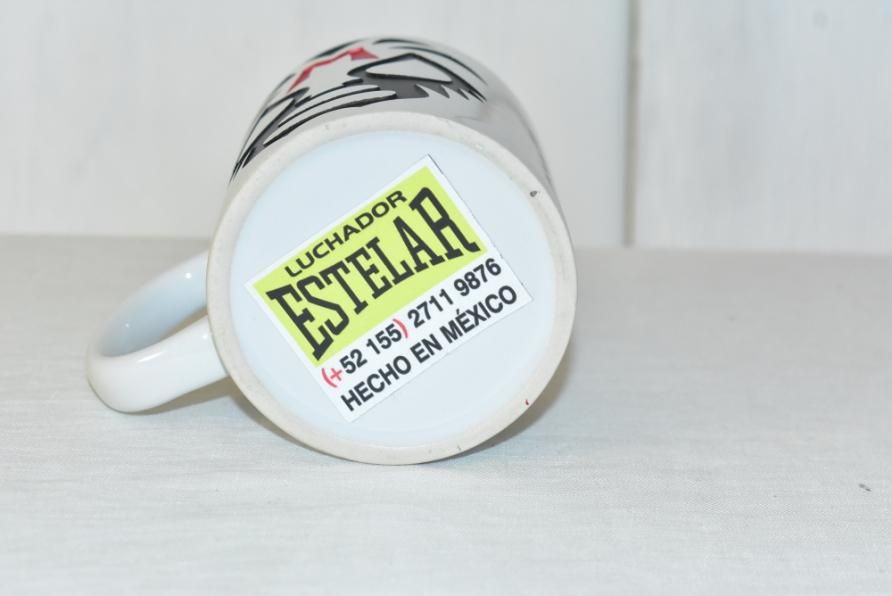 LUCHADOR
ESTELAR
(+52 155) 2711 9876
HECHO EN MÉXICO